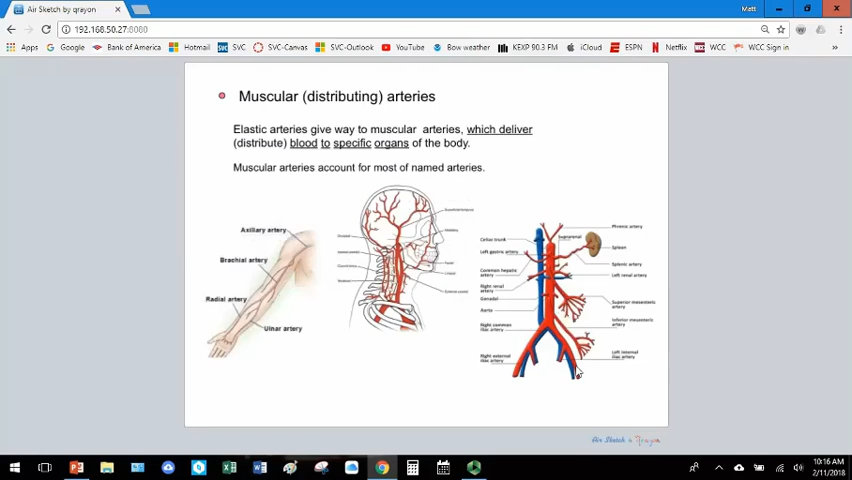 Air Sketch by qrayon
Matt
192.168.50.27:8080
Apps Google Bank of America Hotmail SVC SVC-Canvas SVC-Outlook YouTube Bow weather KEXP 90.3 FM iCloud ESPN Netflix WCC WCC Sign in
Muscular (distributing) arteries
Elastic arteries give way to muscular arteries, which deliver
(distribute) blood to specific organs of the body.
Muscular arteries account for most of named arteries.
Axillary artery
Brachial artery
Radial artery
Ulnar artery
Facial
Phrenic artery
Celiac trunk
Suprarenal
Left gastric artery
Spleen
Splenic artery
Common hepatic
artery
Left renal artery
Right renal
artery
Gonadal
Superior mesenteric
artery
Aorta
Inferior mesenteric
artery
Right common
iliac artery
Left internal
iliac artery
Right external
iliac artery
Air Sketch by Qrayon
10:16 AM
2/11/2018